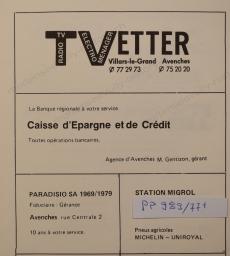 TV
RADIO
ELECTRO
MENAGER
VETTER
Villars-le-Grand Avenches
Ø 77 29 73 Ø 75 20 20
La Banque régionale à votre service
Caisse d'Epargne et de Crédit
Toutes opérations bancaires.
Agence d'Avenches M. Gentizon, gérant
PARADISIO SA 1969/1979
Fiduciaire - Gérance
Avenches rue Centrale 2
10 ans à votre service.
STATION MIGROL
PP 983/771
Pneus agricoles
MICHELIN - UNIROYAL